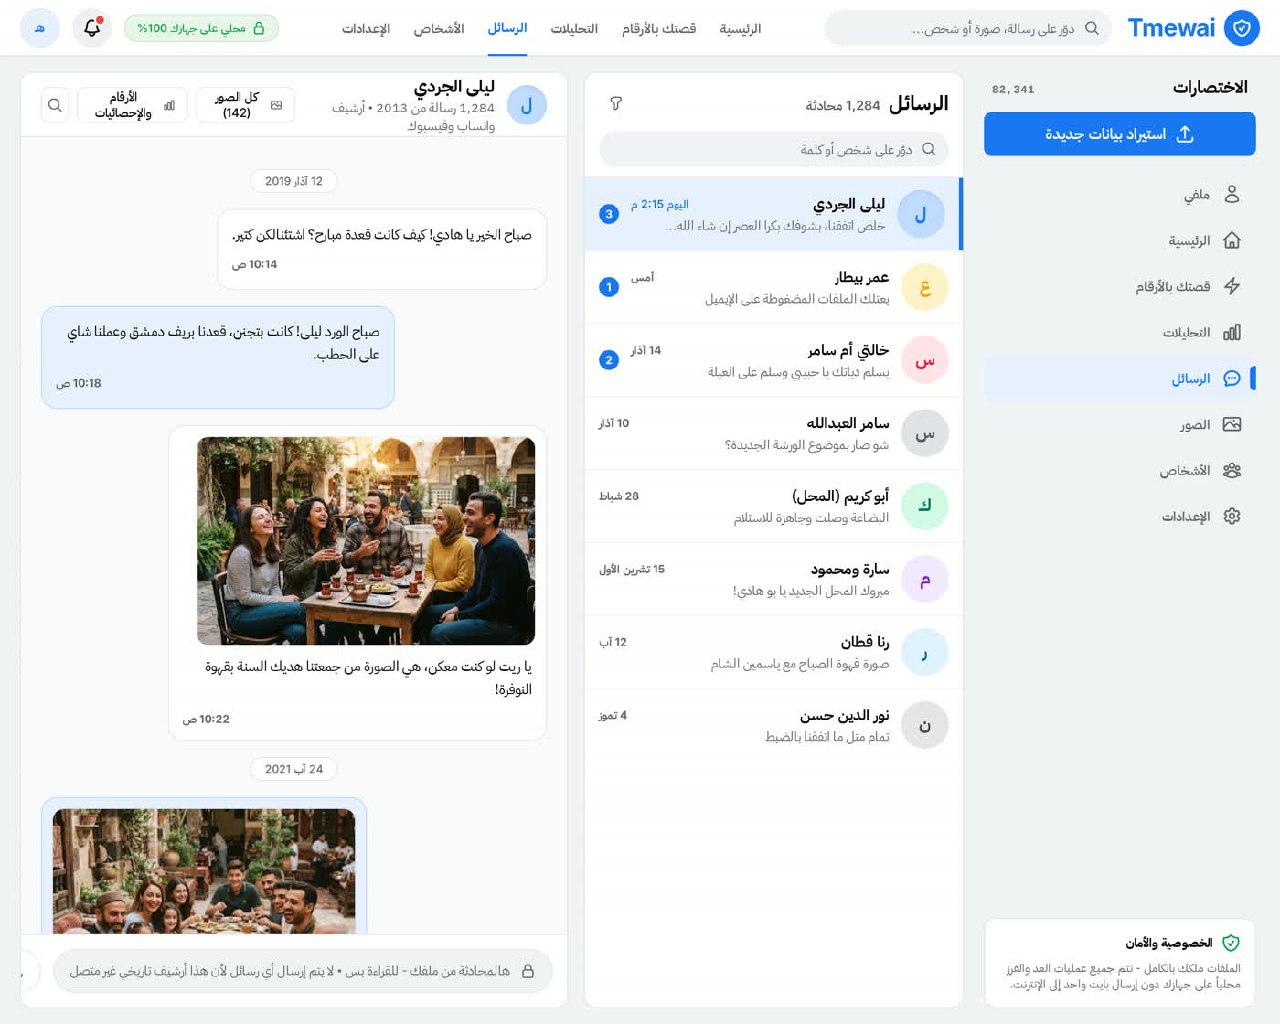 Tmewai
دوّر على رسالة، صورة أو شخص...
الرئيسية
قصتك بالأرقام
التحليلات
الرسائل
الأشخاص
الإعدادات
محلي على جهازك 100%
هـ
الاختصارات
82,341
استيراد بيانات جديدة
ملفي
الرئيسية
قصتك بالأرقام
التحليلات
الرسائل
الصور
الأشخاص
الإعدادات
الخصوصية والأمان
الملفات ملكك بالكامل - تتم جميع عمليات العد والفرز
محلياً على جهازك دون إرسال بايت واحد إلى الإنترنت.
الرسائل
1,284 محادثة
دوّر على شخص أو كلمة
ل
ليلى الجردي
اليوم 2:15 م
خلص اتفقنا، بشوفك بكرا العصر إن شاء الله...
3
ع
عمر بيطار
أمس
بعتلك الملفات المضغوطة على الإيميل
1
س
خالتي أم سامر
14 آذار
يسلم دياتك يا حبيبي وسلم على العيلة
2
س
سامر العبدالله
10 آذار
شو صار بموضوع الورشة الجديدة؟
ك
أبو كريم (المحل)
28 شباط
البضاعة وصلت وجاهزة للاستلام
م
سارة ومحمود
15 تشرين الأول
مبروك المحل الجديد يا بو هادي!
ر
رنا قطان
12 آب
صورة قهوة الصباح مع ياسمين الشام
ن
نور الدين حسن
4 تموز
تمام متل ما اتفقنا بالضبط
ل
ليلى الجردي
1,284 رسالة من 2013 • أرشيف
واتساب وفيسبوك
كل الصور
(142)
الأرقام
والإحصائيات
12 آذار 2019
صباح الخير يا هادي! كيف كانت قعدة مبارح؟ اشتئنالكن كتير.
10:14 ص
صباح الورد ليلى! كانت بتجنن، قعدنا بريف دمشق وعملنا شاي
على الحطب.
10:18 ص
يا ريت لو كنت معكن، هي الصورة من جمعتنا هديك السنة بقهوة
النوفرة!
10:22 ص
24 آب 2021
هالمحادثة من ملفك - للقراءة بس • لا يتم إرسال أي رسائل لأن هذا أرشيف تاريخي غير متصل